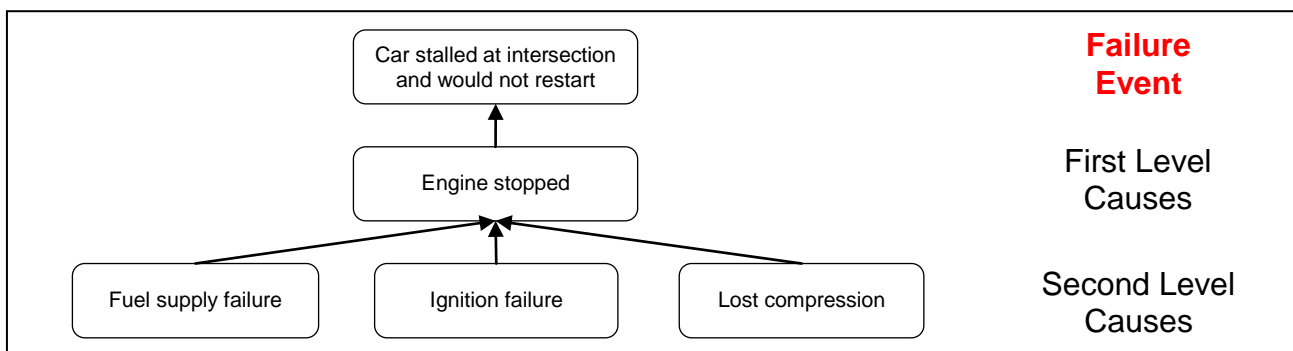 Car stalled at intersection
and would not restart
Failure
Event
Engine stopped
First Level
Causes
Fuel supply failure
Ignition failure
Lost compression
Second Level
Causes